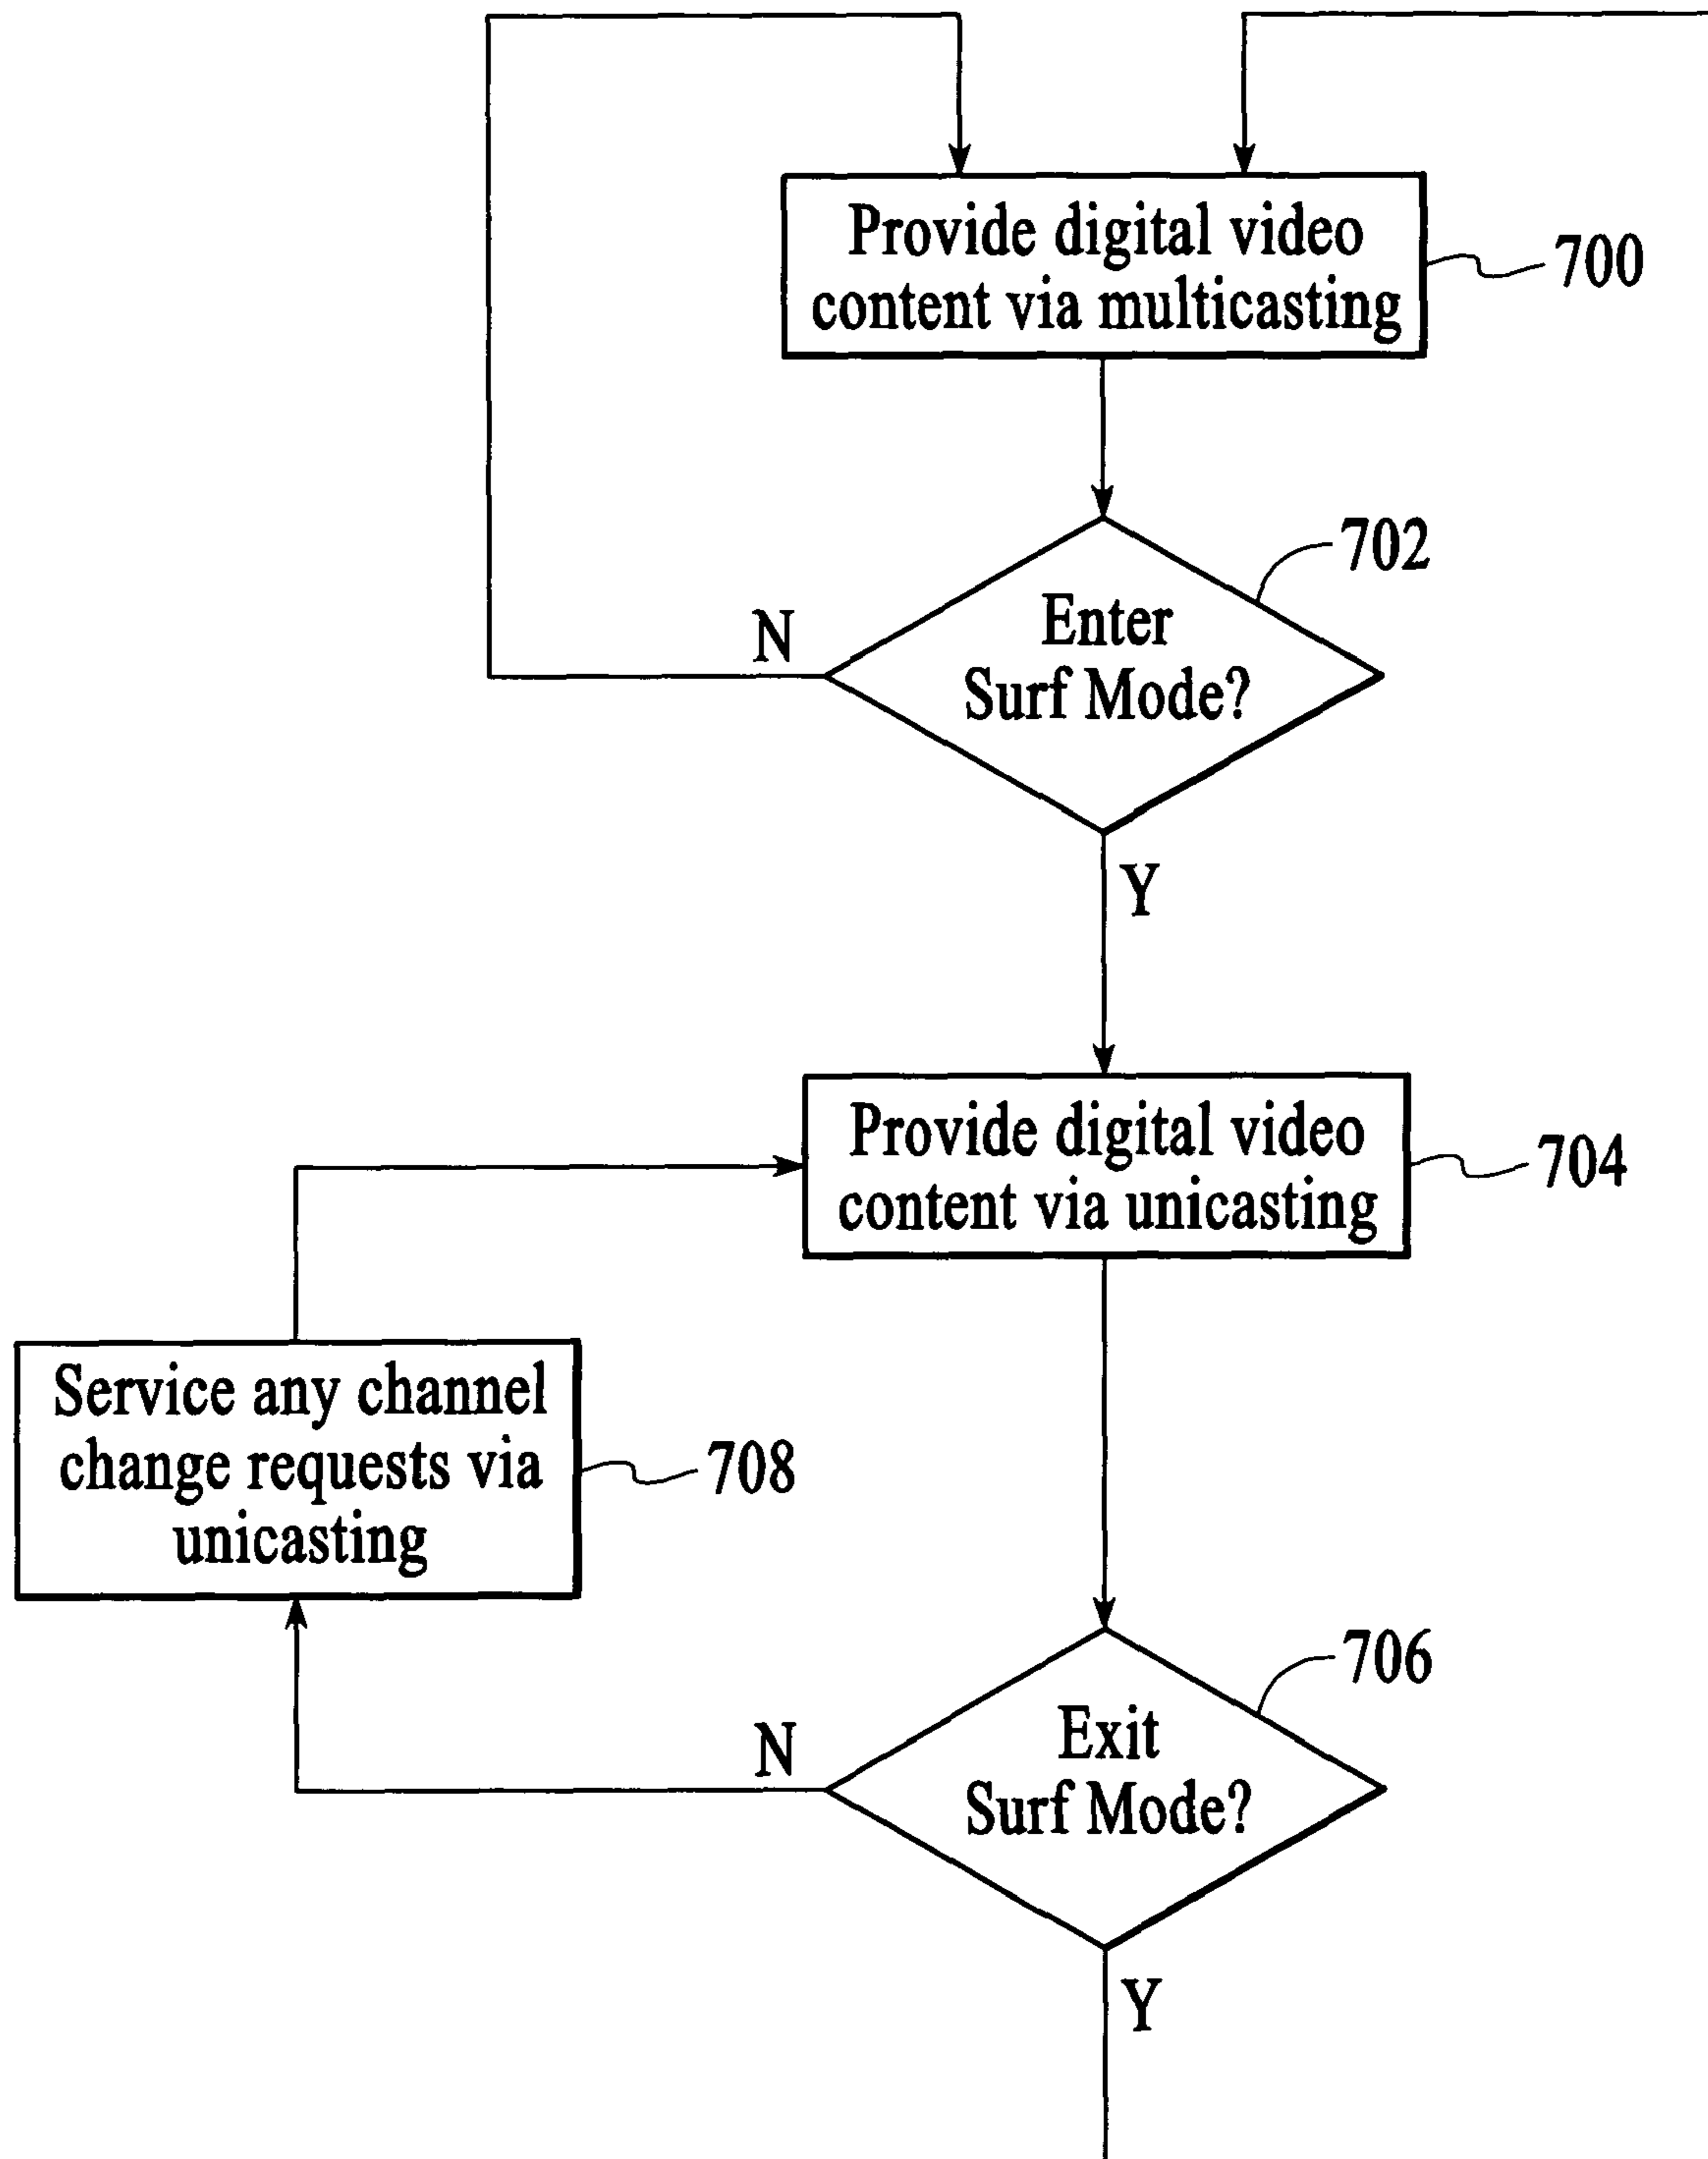 Provide digital video
content via multicasting
700
702
Enter
Surf Mode?
N
Y
Provide digital video
content via unicasting
704
Service any channel
change requests via
unicasting
708
706
Exit
Surf Mode?
N
Y